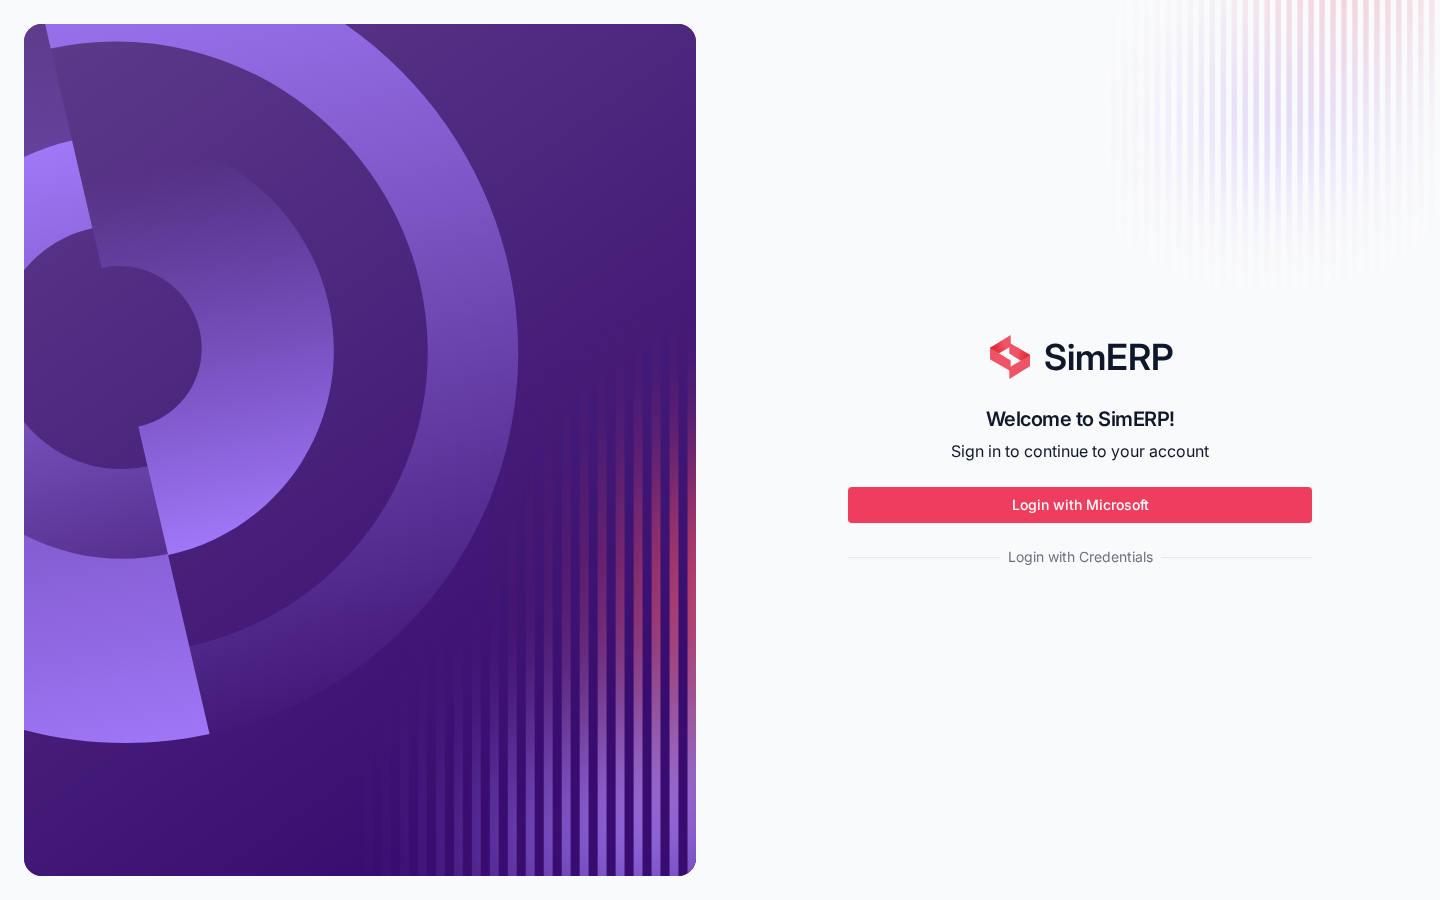 SimERP
Welcome to SimERP!
Sign in to continue to your account
Login with Microsoft
Login with Credentials